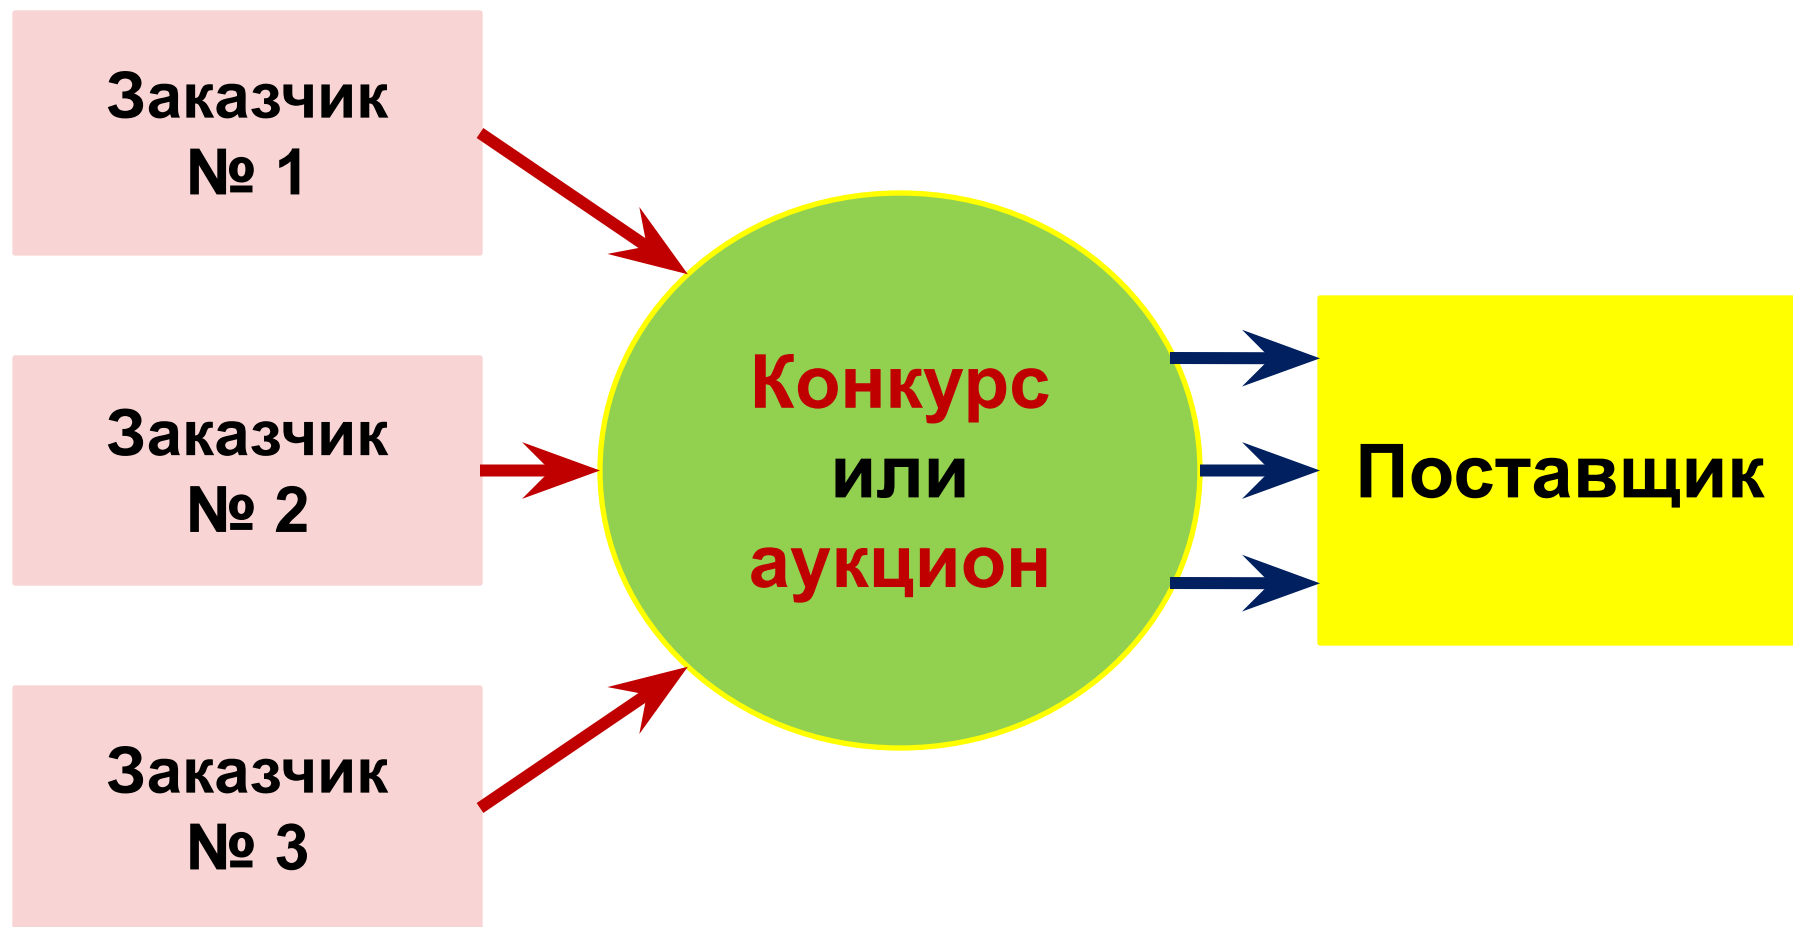 Заказчик
№ 1
Заказчик
№ 2
Заказчик
№ 3
Конкурс
или
аукцион
Поставщик